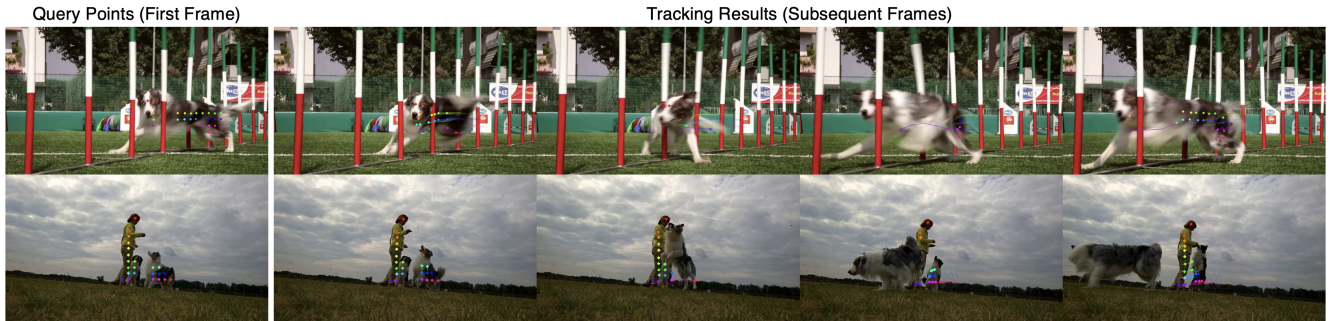 Query Points (First Frame)
Tracking Results (Subsequent Frames)